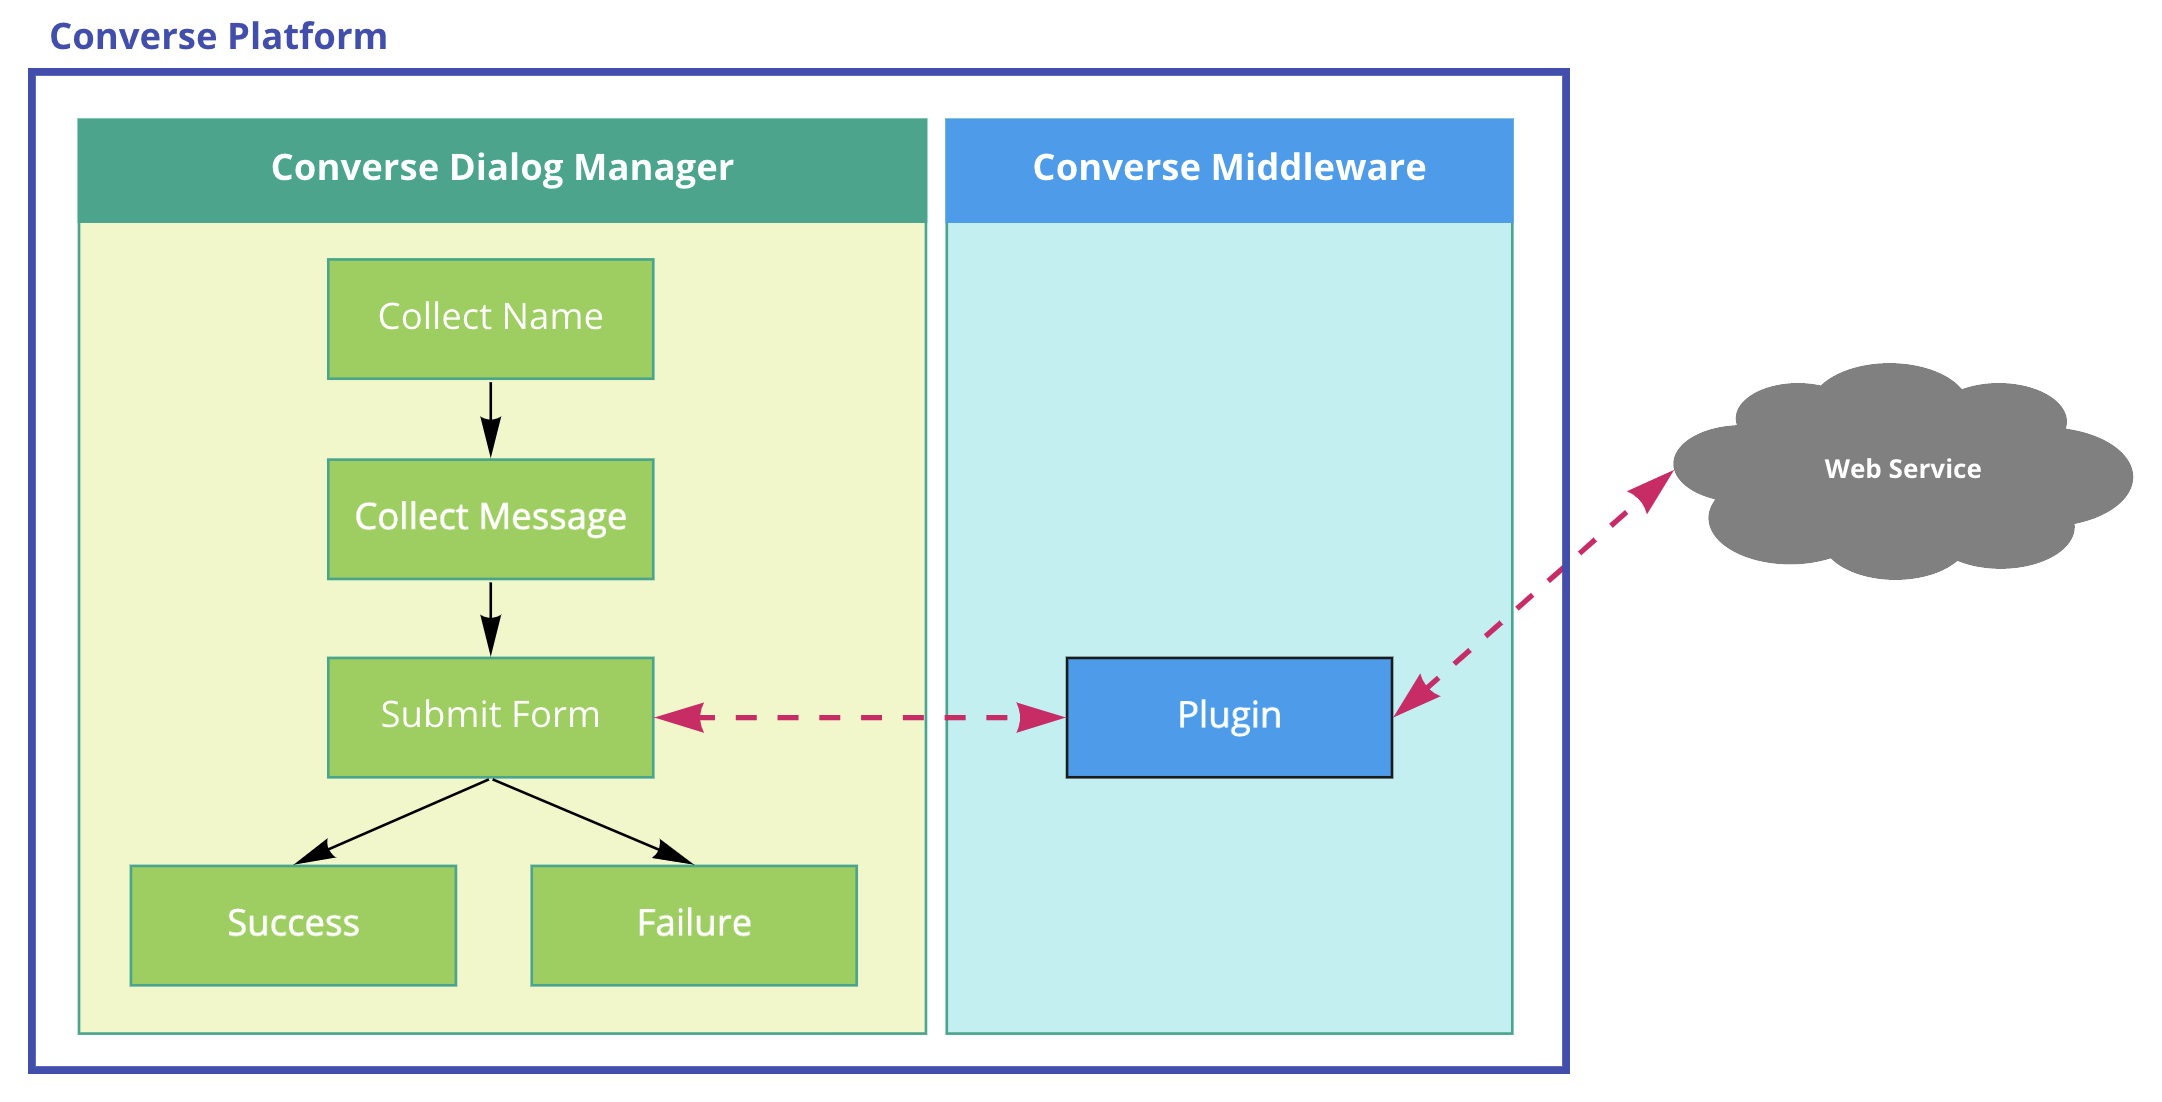 Converse Platform
Converse Dialog Manager
Converse Middleware
Collect Name
Collect Message
Web Service
Submit Form
Plugin
Success
Failure